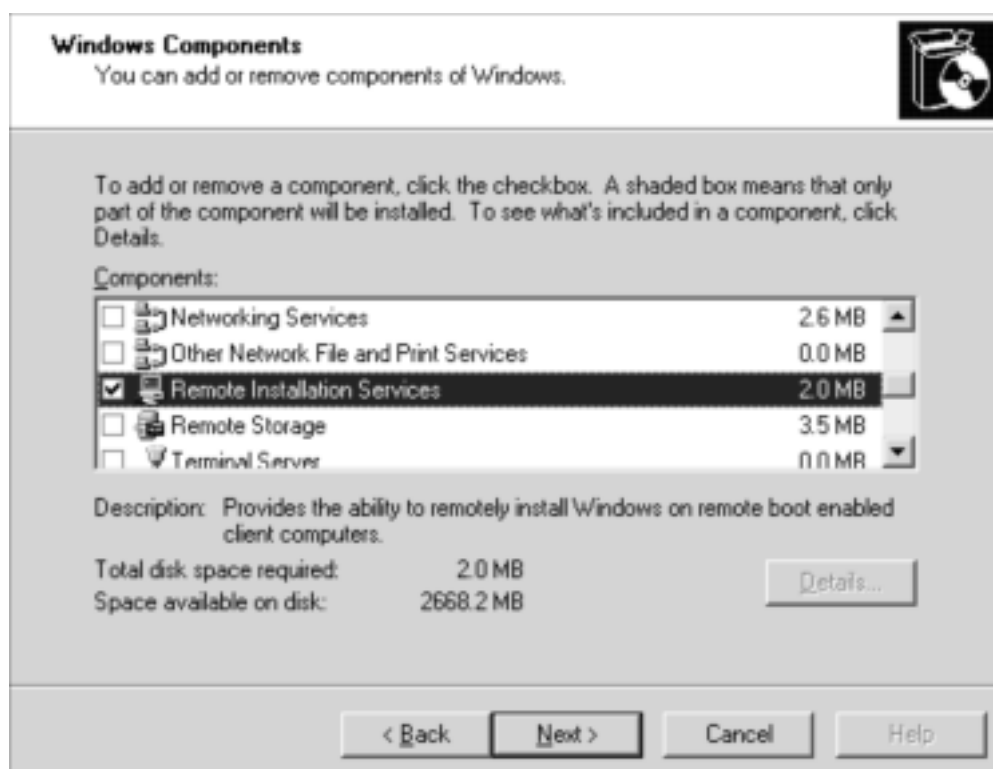 Windows Components
You can add or remove components of Windows.
To add or remove a component, click the checkbox. A shaded box means that only
part of the component will be installed. To see what's included in a component, click
Details.
Components:
Networking Services 2.6 MB
Other Network File and Print Services 0.0 MB
Remote Installation Services 2.0 MB
Remote Storage 3.5 MB
Terminal Server 0.0 MB
Description: Provides the ability to remotely install Windows on remote boot enabled
client computers.
Total disk space required: 2.0 MB
Space available on disk: 2668.2 MB
Details...
< Back Next > Cancel Help